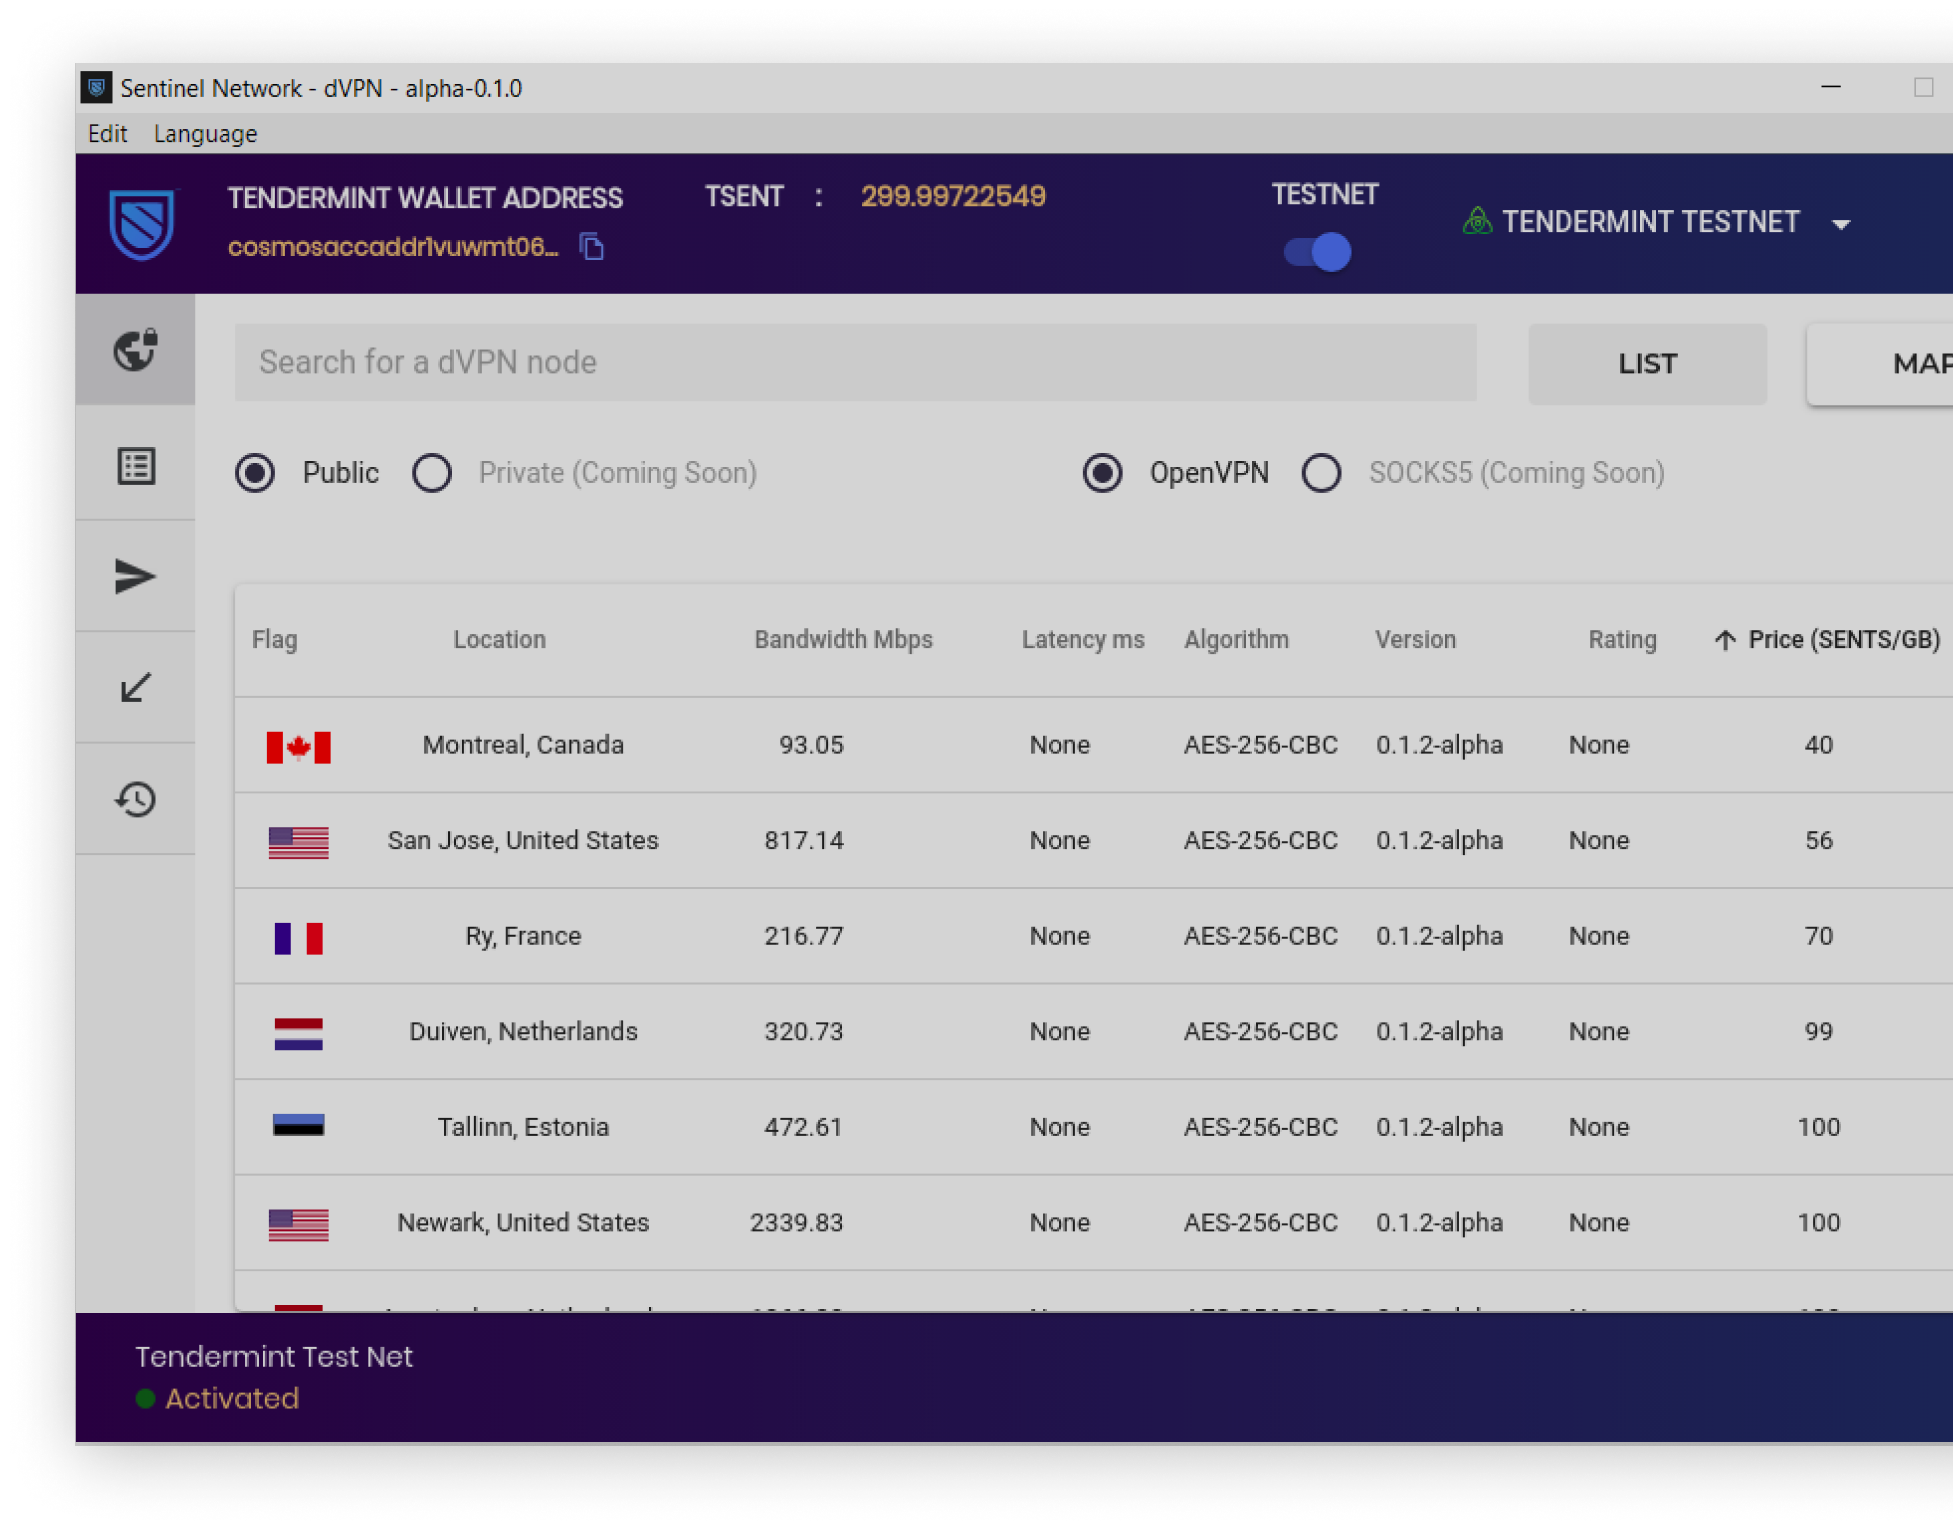 Sentinel Network - dVPN - alpha-0.1.0
Edit Language
TENDERMINT WALLET ADDRESS TSENT : 299.99722549 TESTNET TENDERMINT TESTNET
cosmosaccaddr1vuwmt06...
Search for a dVPN node LIST MAP
Public Private (Coming Soon) OpenVPN SOCKS5 (Coming Soon)
Flag Location Bandwidth Mbps Latency ms Algorithm Version Rating Price (SENTS/GB)
Montreal, Canada 93.05 None AES-256-CBC 0.1.2-alpha None 40
San Jose, United States 817.14 None AES-256-CBC 0.1.2-alpha None 56
Ry, France 216.77 None AES-256-CBC 0.1.2-alpha None 70
Duiven, Netherlands 320.73 None AES-256-CBC 0.1.2-alpha None 99
Tallinn, Estonia 472.61 None AES-256-CBC 0.1.2-alpha None 100
Newark, United States 2339.83 None AES-256-CBC 0.1.2-alpha None 100
Tendermint Test Net
Activated